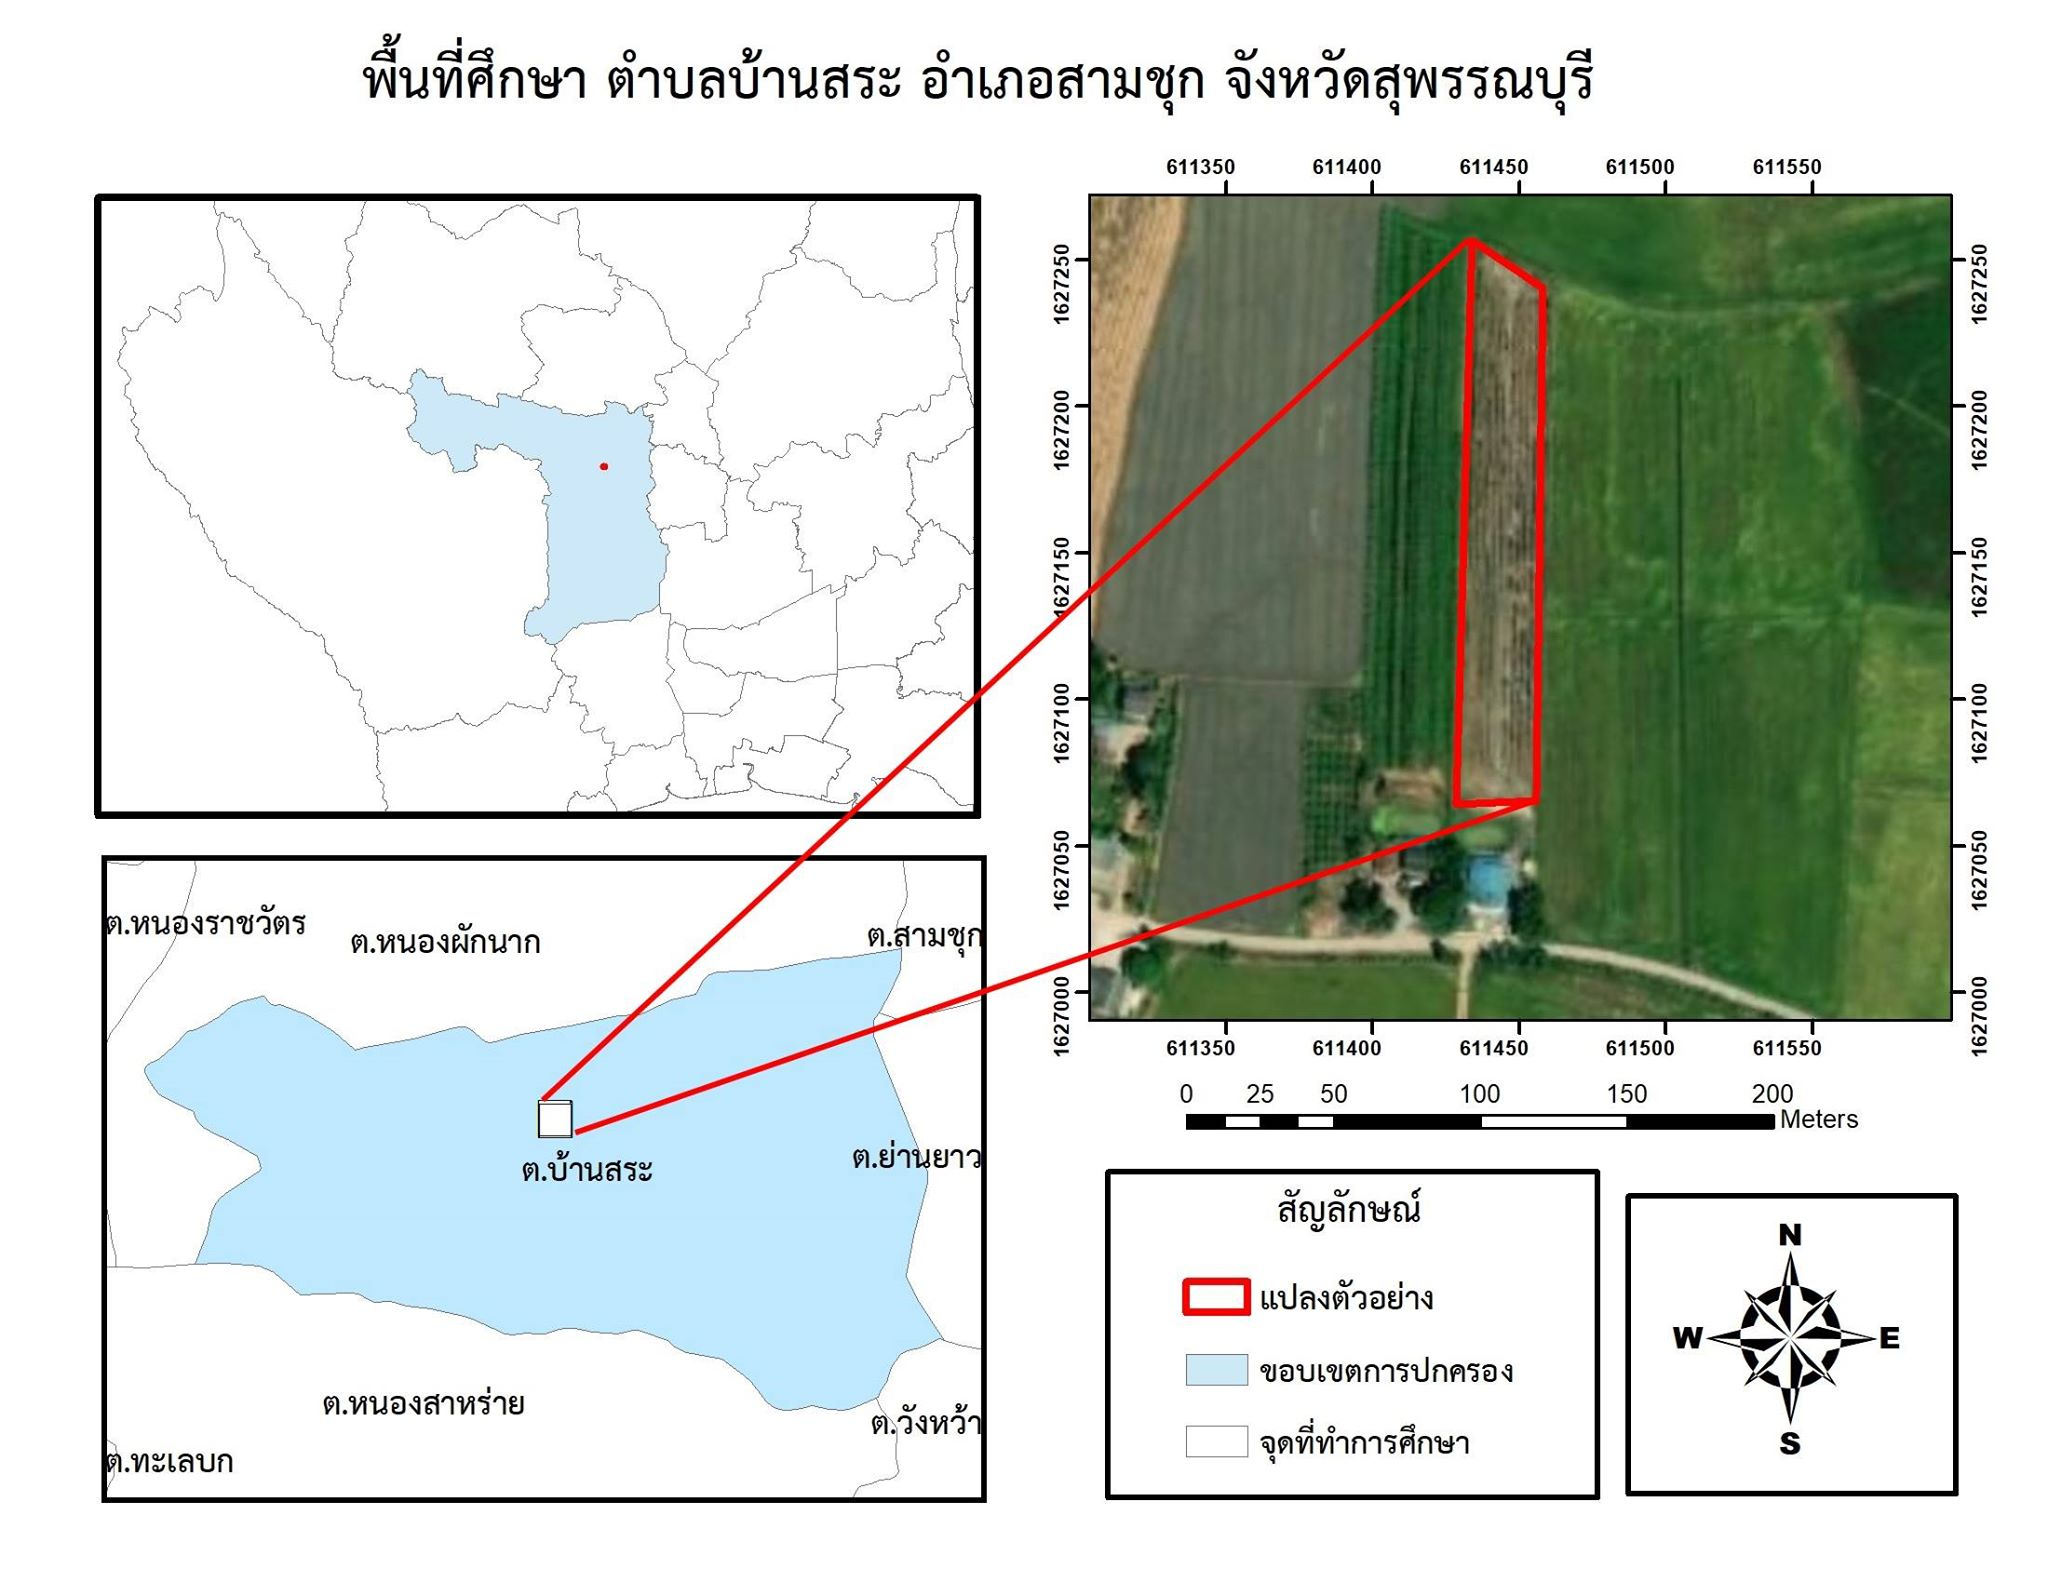 พื้นที่ศึกษา ตำบลบ้านสระ อำเภอสามชุก จังหวัดสุพรรณบุรี
611350 611400 611450 611500 611550
1627250 1627250
1627200 1627200
1627150 1627150
1627100 1627100
1627050 1627050
1627000 1627000
611350 611400 611450 611500 611550
0 25 50 100 150 200
Meters
ต.หนองราชวัตร
ต.หนองผักนาก
ต.สามชุก
ต.บ้านสระ
ต.ย่านยาว
ต.หนองสาหร่าย
ต.วังหว้า
ต.ทะเลบก
สัญลักษณ์
แปลงตัวอย่าง
ขอบเขตการปกครอง
จุดที่ทำการศึกษา
N
W E
S